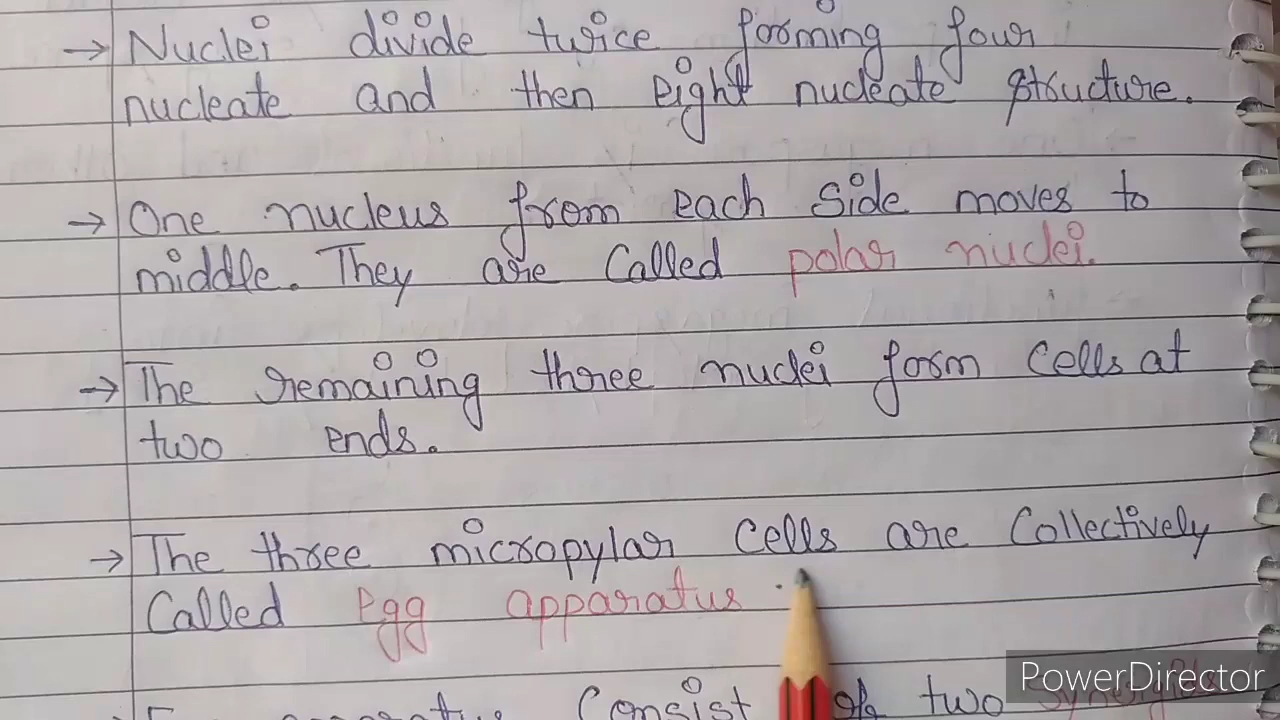 → Nuclei divide twice forming four
nucleate and then eight nucleate structure.
→ One nucleus from each side moves to
middle. They are called polar nuclei.
→ The remaining three nuclei form cells at
two ends.
→ The three micropylar cells are collectively
called egg apparatus.
consist of two synergids
PowerDirector